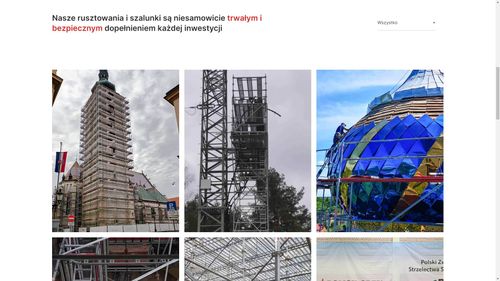 Nasze rusztowania i szalunki są niesamowicie trwałym i
bezpiecznym dopełnieniem każdej inwestycji
Wszystko
Polski Z
Strzelectwa S